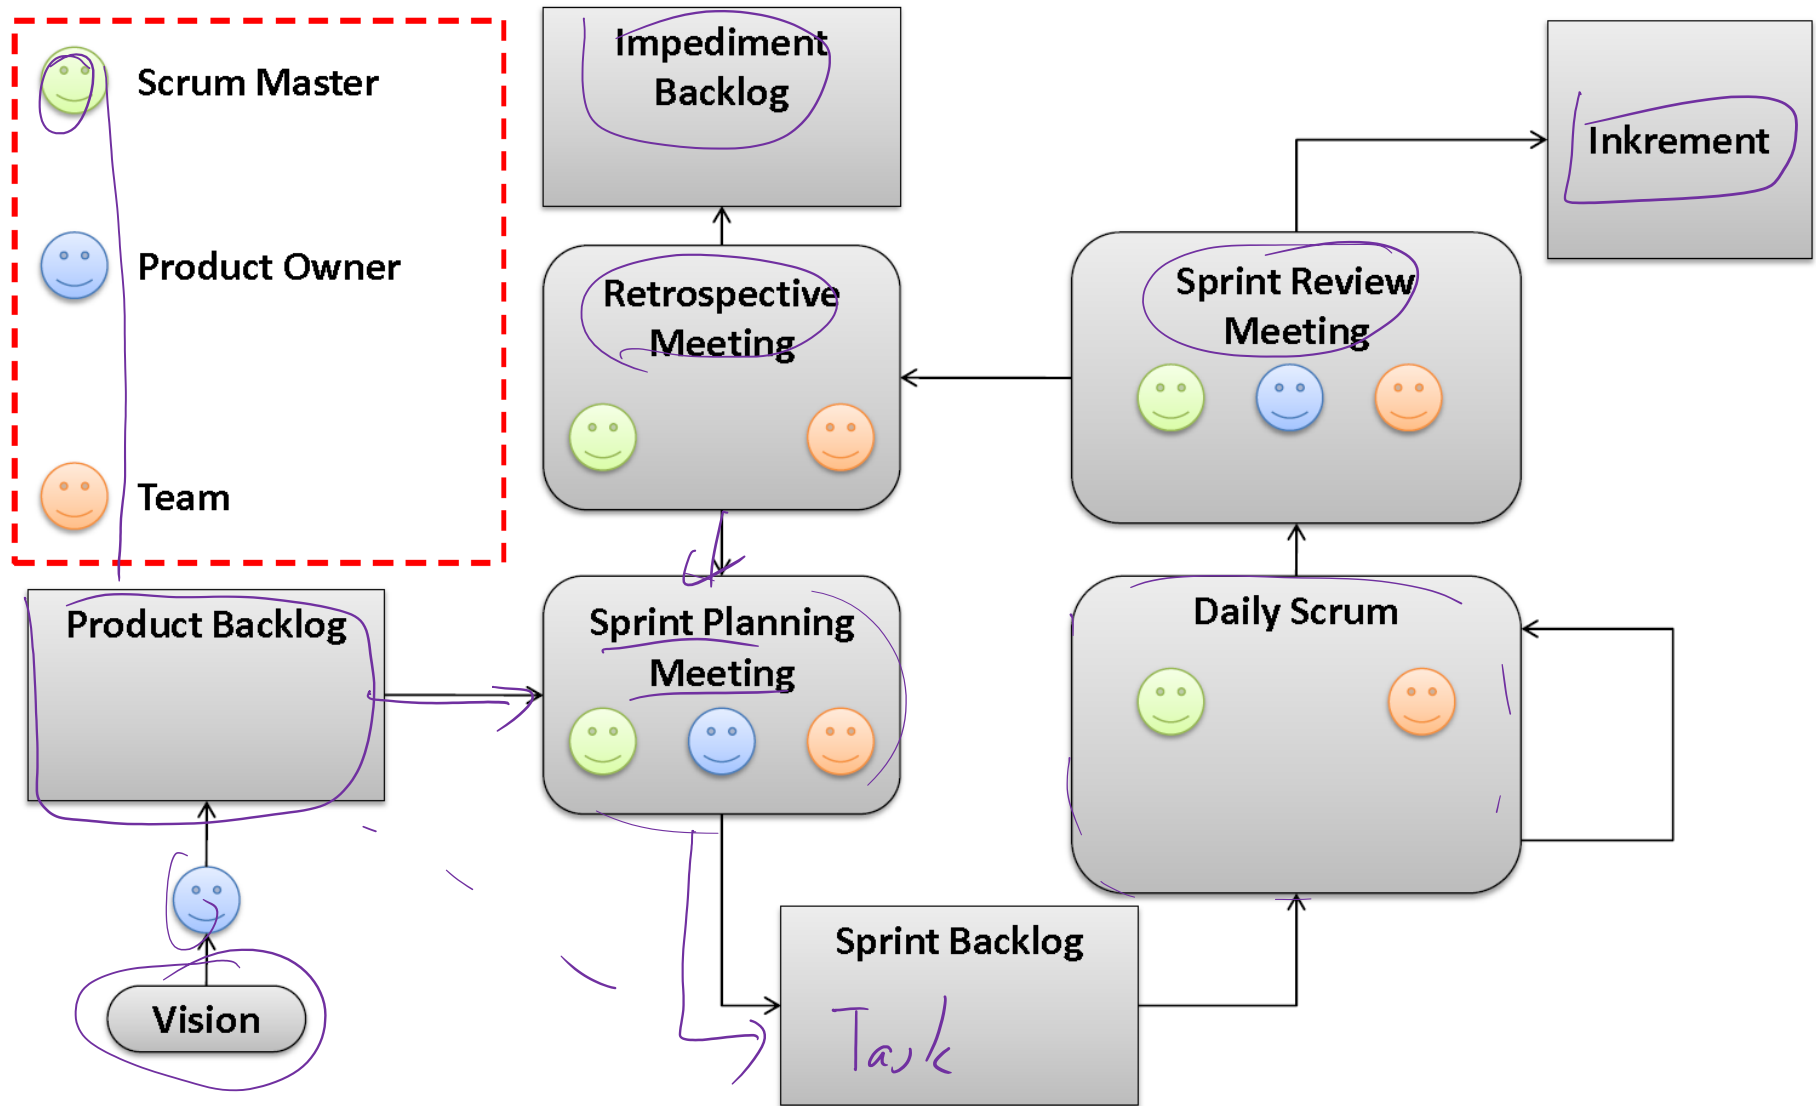 Scrum Master
Product Owner
Team
Impediment
Backlog
Inkrement
Retrospective
Meeting
Sprint Review
Meeting
Product Backlog
Sprint Planning
Meeting
Daily Scrum
Vision
Sprint Backlog
Task